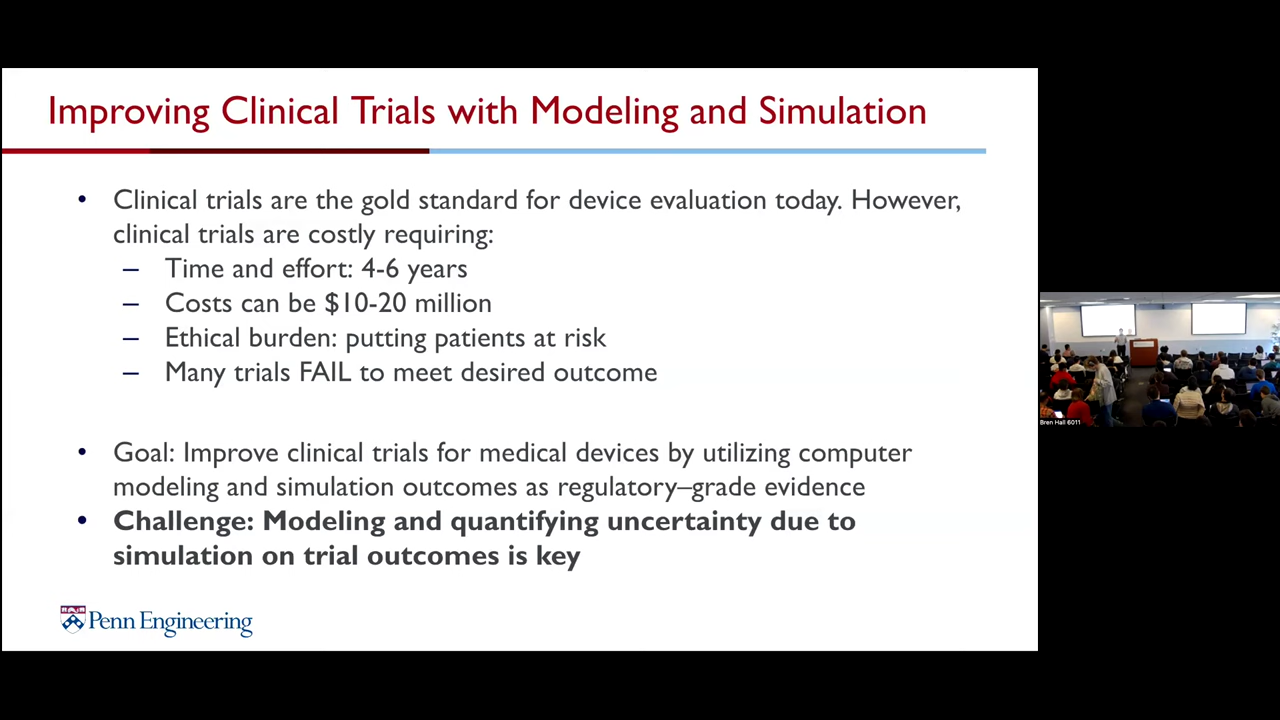 Improving Clinical Trials with Modeling and Simulation
• Clinical trials are the gold standard for device evaluation today. However,
clinical trials are costly requiring:
– Time and effort: 4-6 years
– Costs can be $10-20 million
– Ethical burden: putting patients at risk
– Many trials FAIL to meet desired outcome
• Goal: Improve clinical trials for medical devices by utilizing computer
modeling and simulation outcomes as regulatory–grade evidence
• Challenge: Modeling and quantifying uncertainty due to
simulation on trial outcomes is key
Penn Engineering
Bren Hall 6011